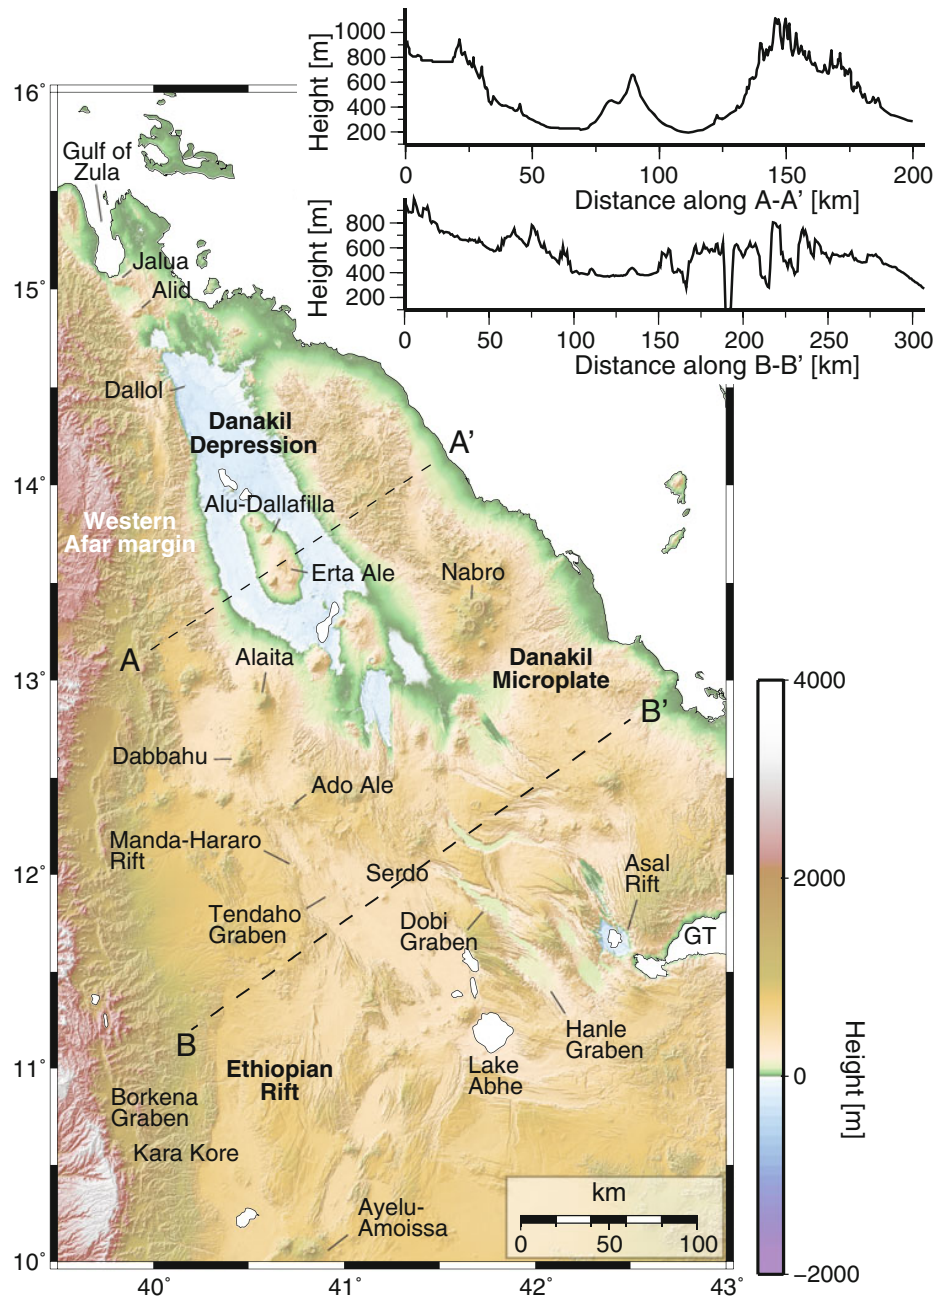 1000
800
600
400
200
Height [m]
0
50
100
150
200
Distance along A-A’ [km]
800
600
400
200
Height [m]
0
50
100
150
200
250
300
Distance along B-B’ [km]
16°
15°
14°
13°
12°
11°
10°
40°
41°
42°
43°
Gulf of
Zula
Jalua
Alid
Dallol
Danakil
Depression
A’
Alu-Dallafilla
Western
Afar margin
Erta Ale
Nabro
A
Alaita
Danakil
Microplate
B’
Dabbahu
Ado Ale
Manda-Hararo
Rift
Serdo
Asal
Rift
Tendaho
Graben
Dobi
Graben
GT
B
Hanle
Graben
Ethiopian
Rift
Lake
Abhe
Borkena
Graben
Kara Kore
Ayelu-
Amoissa
km
0
50
100
4000
2000
0
−2000
Height [m]